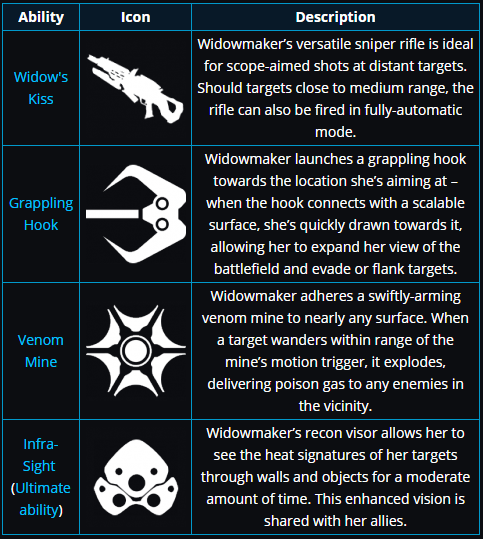 Ability Icon Description
Widow's
Kiss
Widowmaker’s versatile sniper rifle is ideal
for scope-aimed shots at distant targets.
Should targets close to medium range, the
rifle can also be fired in fully-automatic
mode.
Grappling
Hook
Widowmaker launches a grappling hook
towards the location she’s aiming at –
when the hook connects with a scalable
surface, she’s quickly drawn towards it,
allowing her to expand her view of the
battlefield and evade or flank targets.
Venom
Mine
Widowmaker adheres a swiftly-arming
venom mine to nearly any surface. When
a target wanders within range of the
mine’s motion trigger, it explodes,
delivering poison gas to any enemies in
the vicinity.
Infra-
Sight
(Ultimate
ability)
Widowmaker’s recon visor allows her to
see the heat signatures of her targets
through walls and objects for a moderate
amount of time. This enhanced vision is
shared with her allies.